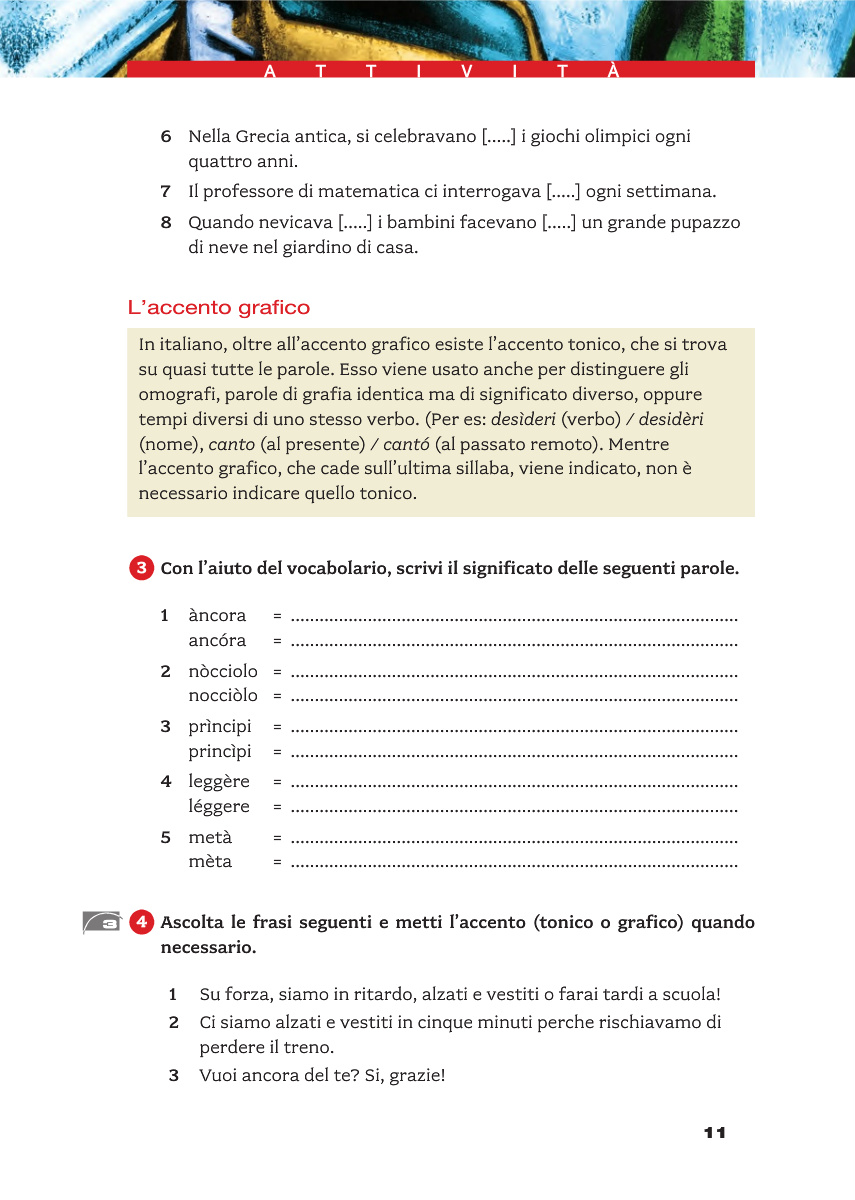 ATTIVITÀ
6 Nella Grecia antica, si celebravano [.....] i giochi olimpici ogni
quattro anni.
7 Il professore di matematica ci interrogava [.....] ogni settimana.
8 Quando nevicava [.....] i bambini facevano [.....] un grande pupazzo
di neve nel giardino di casa.
L’accento grafico
In italiano, oltre all’accento grafico esiste l’accento tonico, che si trova
su quasi tutte le parole. Esso viene usato anche per distinguere gli
omografi, parole di grafia identica ma di significato diverso, oppure
tempi diversi di uno stesso verbo. (Per es: desìderi (verbo) / desidèri
(nome), canto (al presente) / cantó (al passato remoto). Mentre
l’accento grafico, che cade sull’ultima sillaba, viene indicato, non è
necessario indicare quello tonico.
3 Con l’aiuto del vocabolario, scrivi il significato delle seguenti parole.
1 àncora = ..............................................................................................
ancóra = ..............................................................................................
2 nòcciolo = ..............................................................................................
nocciòlo = ..............................................................................................
3 prìncipi = ..............................................................................................
princìpi = ..............................................................................................
4 leggère = ..............................................................................................
léggere = ..............................................................................................
5 metà = ..............................................................................................
mèta = ..............................................................................................
3 4 Ascolta le frasi seguenti e metti l’accento (tonico o grafico) quando
necessario.
1 Su forza, siamo in ritardo, alzati e vestiti o farai tardi a scuola!
2 Ci siamo alzati e vestiti in cinque minuti perche rischiavamo di
perdere il treno.
3 Vuoi ancora del te? Si, grazie!
11